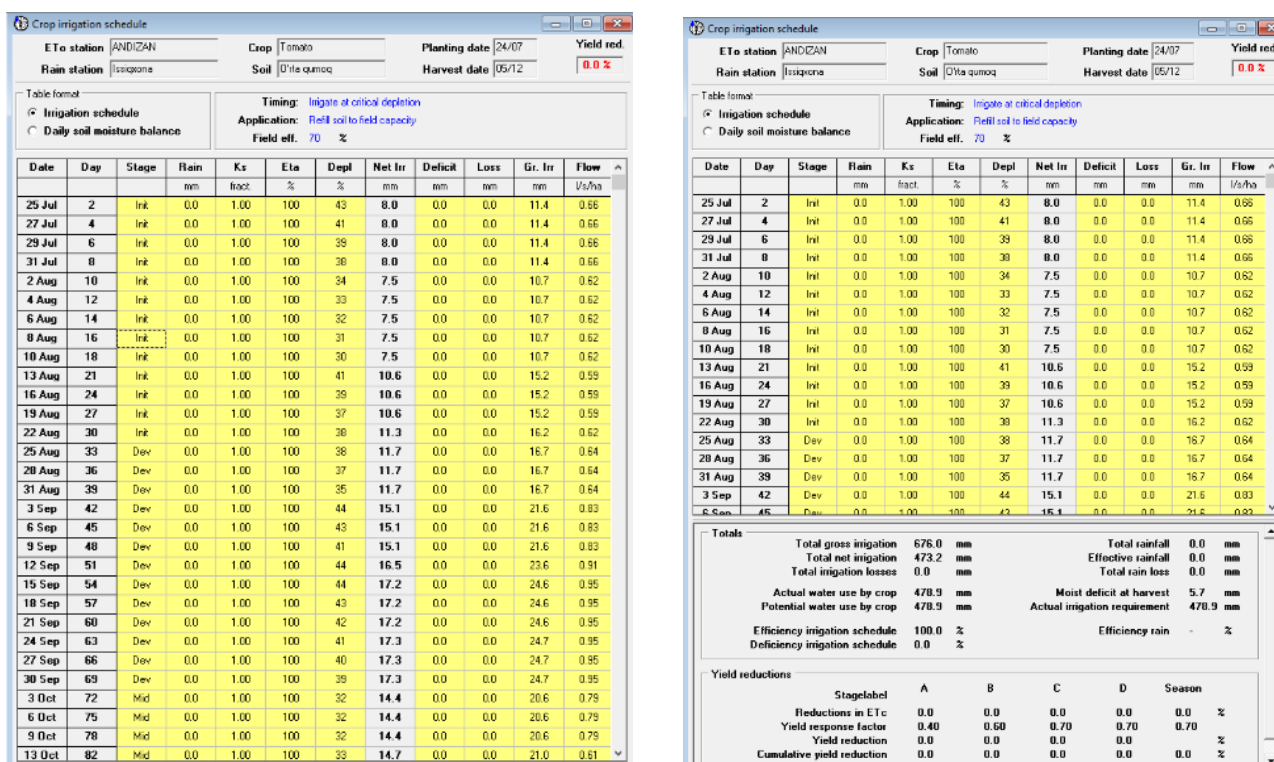 Crop irrigation schedule
ETo station ANDIZAN Crop Tomato Planting date 24/07 Yield red.
Rain station Issiqxona Soil O'rta qumoq Harvest date 05/12 0.0 %
Table format
Irrigation schedule
Daily soil moisture balance
Timing: Irrigate at critical depletion
Application: Refill soil to field capacity
Field eff. 70 %
Date Day Stage Rain Ks Eta Depl Net Irr Deficit Loss Gr. Irr Flow
mm fract. % % mm mm mm mm l/s/ha
25 Jul 2 Init 0.0 1.00 100 43 8.0 0.0 0.0 11.4 0.66
27 Jul 4 Init 0.0 1.00 100 41 8.0 0.0 0.0 11.4 0.66
29 Jul 6 Init 0.0 1.00 100 39 8.0 0.0 0.0 11.4 0.66
31 Jul 8 Init 0.0 1.00 100 38 8.0 0.0 0.0 11.4 0.66
2 Aug 10 Init 0.0 1.00 100 34 7.5 0.0 0.0 10.7 0.62
4 Aug 12 Init 0.0 1.00 100 33 7.5 0.0 0.0 10.7 0.62
6 Aug 14 Init 0.0 1.00 100 32 7.5 0.0 0.0 10.7 0.62
8 Aug 16 Init 0.0 1.00 100 31 7.5 0.0 0.0 10.7 0.62
10 Aug 18 Init 0.0 1.00 100 30 7.5 0.0 0.0 10.7 0.62
13 Aug 21 Init 0.0 1.00 100 41 10.6 0.0 0.0 15.2 0.59
16 Aug 24 Init 0.0 1.00 100 39 10.6 0.0 0.0 15.2 0.59
19 Aug 27 Init 0.0 1.00 100 37 10.6 0.0 0.0 15.2 0.59
22 Aug 30 Init 0.0 1.00 100 38 11.3 0.0 0.0 16.2 0.62
25 Aug 33 Dev 0.0 1.00 100 38 11.7 0.0 0.0 16.7 0.64
28 Aug 36 Dev 0.0 1.00 100 37 11.7 0.0 0.0 16.7 0.64
31 Aug 39 Dev 0.0 1.00 100 35 11.7 0.0 0.0 16.7 0.64
3 Sep 42 Dev 0.0 1.00 100 44 15.1 0.0 0.0 21.6 0.83
6 Sep 45 Dev 0.0 1.00 100 43 15.1 0.0 0.0 21.6 0.83
9 Sep 48 Dev 0.0 1.00 100 41 15.1 0.0 0.0 21.6 0.83
12 Sep 51 Dev 0.0 1.00 100 44 16.5 0.0 0.0 23.6 0.91
15 Sep 54 Dev 0.0 1.00 100 44 17.2 0.0 0.0 24.6 0.95
18 Sep 57 Dev 0.0 1.00 100 43 17.2 0.0 0.0 24.6 0.95
21 Sep 60 Dev 0.0 1.00 100 42 17.2 0.0 0.0 24.6 0.95
24 Sep 63 Dev 0.0 1.00 100 41 17.3 0.0 0.0 24.7 0.95
27 Sep 66 Dev 0.0 1.00 100 40 17.3 0.0 0.0 24.7 0.95
30 Sep 69 Dev 0.0 1.00 100 39 17.3 0.0 0.0 24.7 0.95
3 Oct 72 Mid 0.0 1.00 100 32 14.4 0.0 0.0 20.6 0.79
6 Oct 75 Mid 0.0 1.00 100 32 14.4 0.0 0.0 20.6 0.79
9 Oct 78 Mid 0.0 1.00 100 32 14.4 0.0 0.0 20.6 0.79
13 Oct 82 Mid 0.0 1.00 100 33 14.7 0.0 0.0 21.0 0.61
Crop irrigation schedule
ETo station ANDIZAN Crop Tomato Planting date 24/07 Yield red
Rain station Issiqxona Soil O'rta qumoq Harvest date 05/12 0.0 %
Table format
Irrigation schedule
Daily soil moisture balance
Timing: Irrigate at critical depletion
Application: Refill soil to field capacity
Field eff. 70 %
Date Day Stage Rain Ks Eta Depl Net Irr Deficit Loss Gr. Irr Flow
mm fract. % % mm mm mm mm l/s/ha
25 Jul 2 Init 0.0 1.00 100 43 8.0 0.0 0.0 11.4 0.66
27 Jul 4 Init 0.0 1.00 100 41 8.0 0.0 0.0 11.4 0.66
29 Jul 6 Init 0.0 1.00 100 39 8.0 0.0 0.0 11.4 0.66
31 Jul 8 Init 0.0 1.00 100 38 8.0 0.0 0.0 11.4 0.66
2 Aug 10 Init 0.0 1.00 100 34 7.5 0.0 0.0 10.7 0.62
4 Aug 12 Init 0.0 1.00 100 33 7.5 0.0 0.0 10.7 0.62
6 Aug 14 Init 0.0 1.00 100 32 7.5 0.0 0.0 10.7 0.62
8 Aug 16 Init 0.0 1.00 100 31 7.5 0.0 0.0 10.7 0.62
10 Aug 18 Init 0.0 1.00 100 30 7.5 0.0 0.0 10.7 0.62
13 Aug 21 Init 0.0 1.00 100 41 10.6 0.0 0.0 15.2 0.59
16 Aug 24 Init 0.0 1.00 100 39 10.6 0.0 0.0 15.2 0.59
19 Aug 27 Init 0.0 1.00 100 37 10.6 0.0 0.0 15.2 0.59
22 Aug 30 Init 0.0 1.00 100 38 11.3 0.0 0.0 16.2 0.62
25 Aug 33 Dev 0.0 1.00 100 38 11.7 0.0 0.0 16.7 0.64
28 Aug 36 Dev 0.0 1.00 100 37 11.7 0.0 0.0 16.7 0.64
31 Aug 39 Dev 0.0 1.00 100 35 11.7 0.0 0.0 16.7 0.64
3 Sep 42 Dev 0.0 1.00 100 44 15.1 0.0 0.0 21.6 0.83
6 Sep 45 Dev 0.0 1.00 100 43 15.1 0.0 0.0 21.6 0.83
Totals
Total gross irrigation 676.0 mm Total rainfall 0.0 mm
Total net irrigation 473.2 mm Effective rainfall 0.0 mm
Total irrigation losses 0.0 mm Total rain loss 0.0 mm
Actual water use by crop 478.9 mm Moist deficit at harvest 5.7 mm
Potential water use by crop 478.9 mm Actual irrigation requirement 478.9 mm
Efficiency irrigation schedule 100.0 % Efficiency rain - %
Deficiency irrigation schedule 0.0 %
Yield reductions
Stagelabel A B C D Season
Reductions in ETc 0.0 0.0 0.0 0.0 0.0 %
Yield response factor 0.40 0.60 0.70 0.70 0.70
Yield reduction 0.0 0.0 0.0 0.0 %
Cumulative yield reduction 0.0 0.0 0.0 0.0 0.0 %